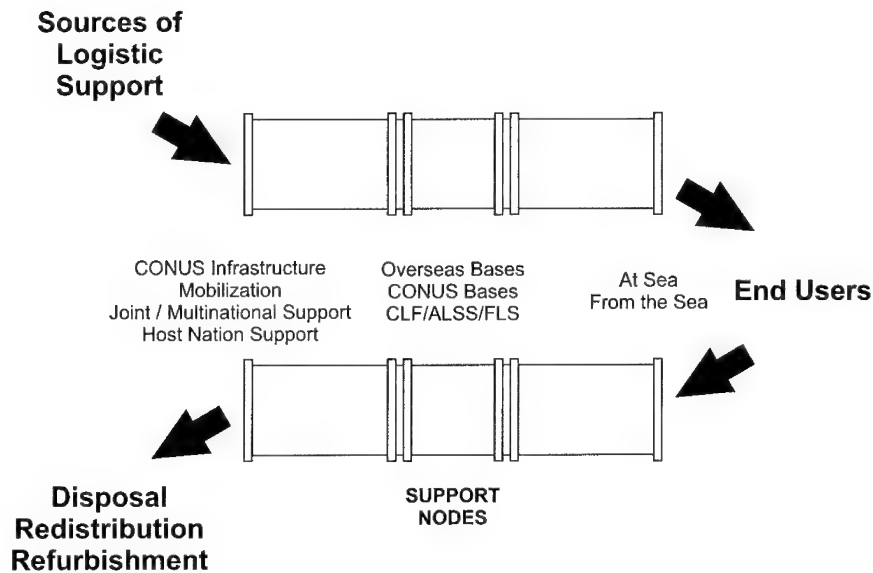 Sources of
Logistic
Support
CONUS Infrastructure
Mobilization
Joint / Multinational Support
Host Nation Support
Overseas Bases
CONUS Bases
CLF/ALSS/FLS
At Sea
From the Sea
End Users
Disposal
Redistribution
Refurbishment
SUPPORT
NODES